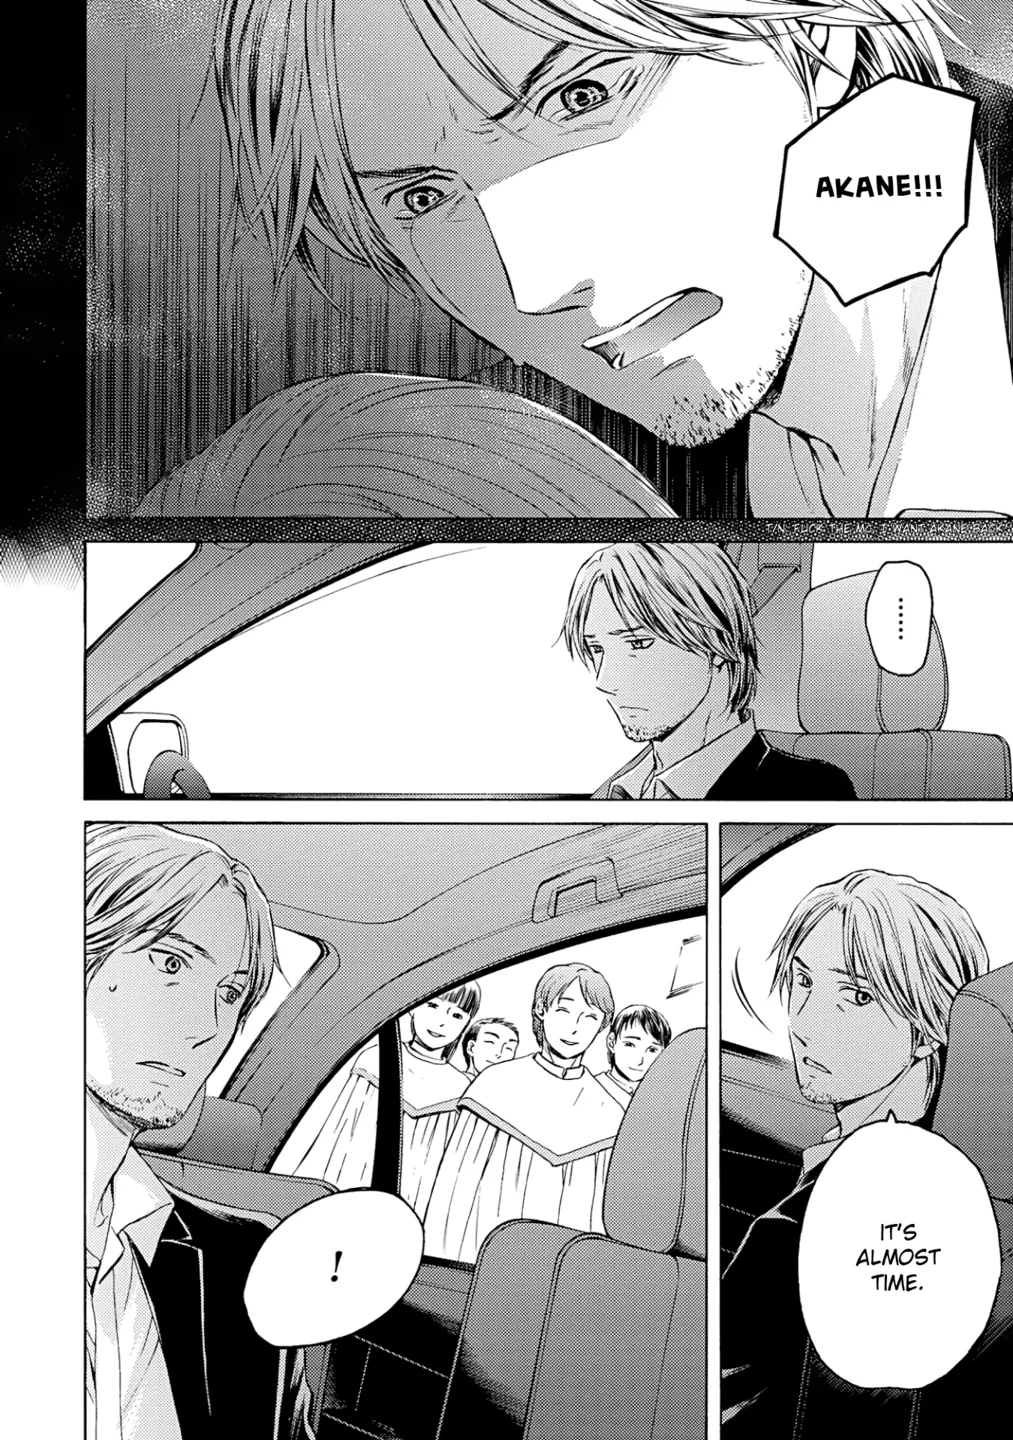 AKANE!!!
T/N: FUCK THE MC, I WANT AKANE BACK
......
IT'S
ALMOST
TIME.
!